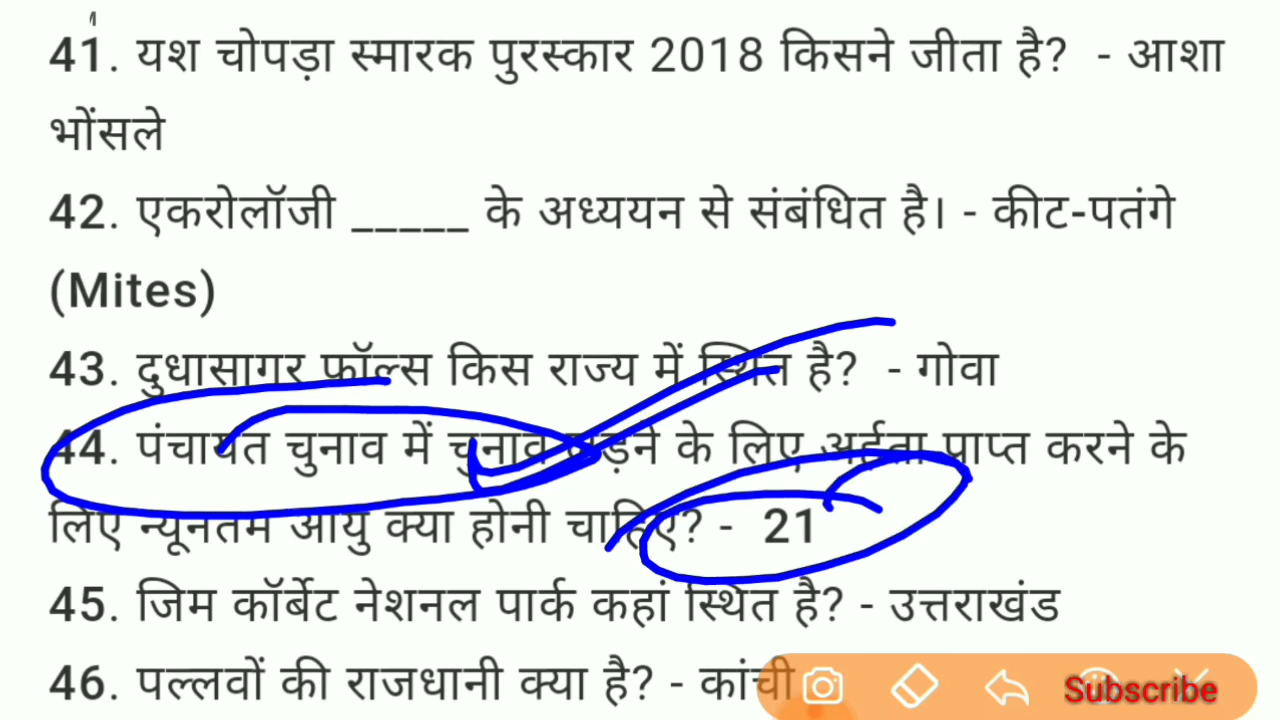 41. यश चोपड़ा स्मारक पुरस्कार 2018 किसने जीता है? - आशा
भोंसले
42. एकरोलॉजी _____ के अध्ययन से संबंधित है। - कीट-पतंगे
(Mites)
43. दुधासागर फॉल्स किस राज्य में स्थित है? - गोवा
44. पंचायत चुनाव में चुनाव लड़ने के लिए अर्हता प्राप्त करने के
लिए न्यूनतम आयु क्या होनी चाहिए? - 21
45. जिम कॉर्बेट नेशनल पार्क कहां स्थित है? - उत्तराखंड
46. पल्लवों की राजधानी क्या है? - कांची
Subscribe